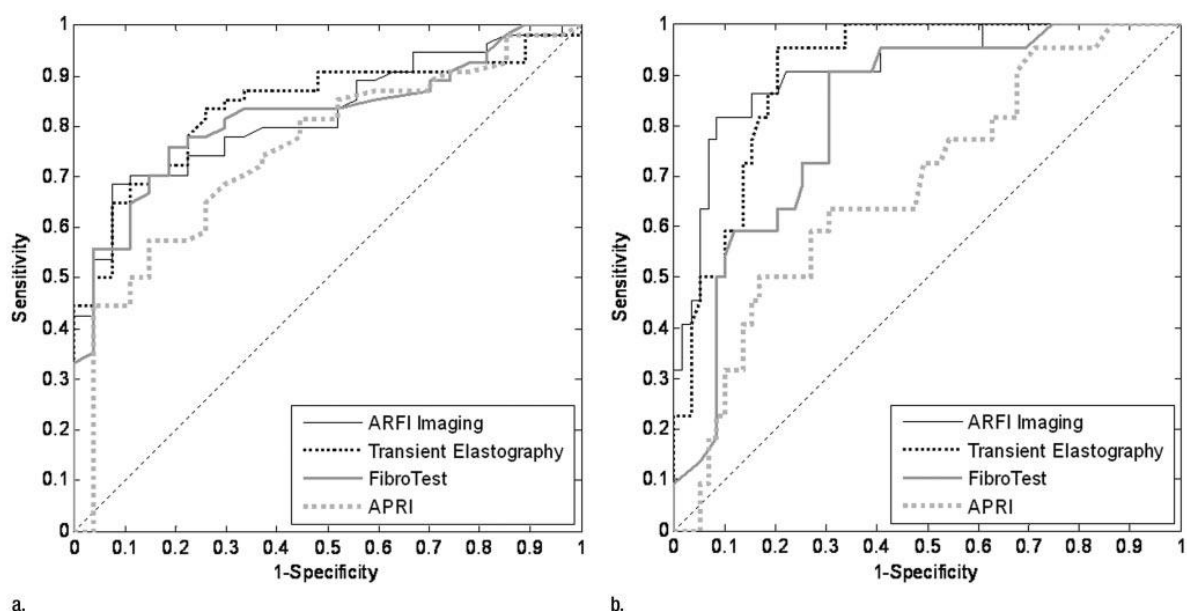 1
0.9
0.8
0.7
0.6
0.5
0.4
0.3
0.2
0.1
0
Sensitivity
0 0.1 0.2 0.3 0.4 0.5 0.6 0.7 0.8 0.9 1
1-Specificity
ARFI Imaging
Transient Elastography
FibroTest
APRI
a.
1
0.9
0.8
0.7
0.6
0.5
0.4
0.3
0.2
0.1
0
Sensitivity
0 0.1 0.2 0.3 0.4 0.5 0.6 0.7 0.8 0.9 1
1-Specificity
ARFI Imaging
Transient Elastography
FibroTest
APRI
b.